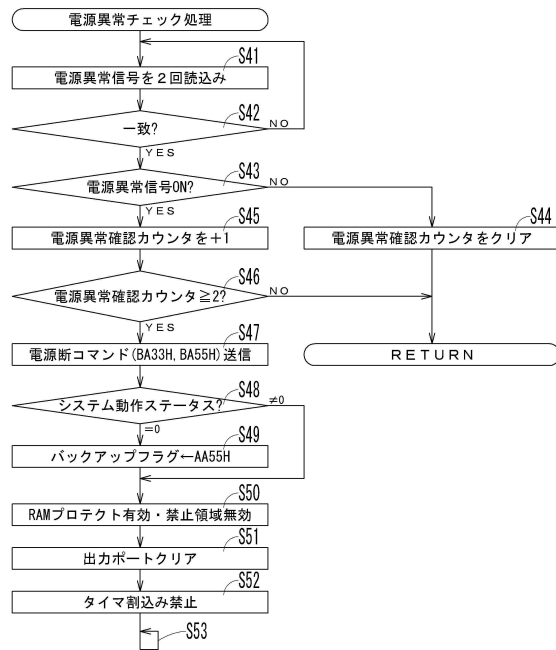 電源異常チェック処理
S41
電源異常信号を２回読込み
S42
一致?
NO
YES
S43
電源異常信号ON?
NO
YES
S44
電源異常確認カウンタをクリア
S45
電源異常確認カウンタを＋1
S46
電源異常確認カウンタ≧2?
NO
YES
RETURN
S47
電源断コマンド(BA33H, BA55H)送信
S48
システム動作ステータス?
≠0
=0
S49
バックアップフラグ←AA55H
S50
RAMプロテクト有効・禁止領域無効
S51
出力ポートクリア
S52
タイマ割込み禁止
S53